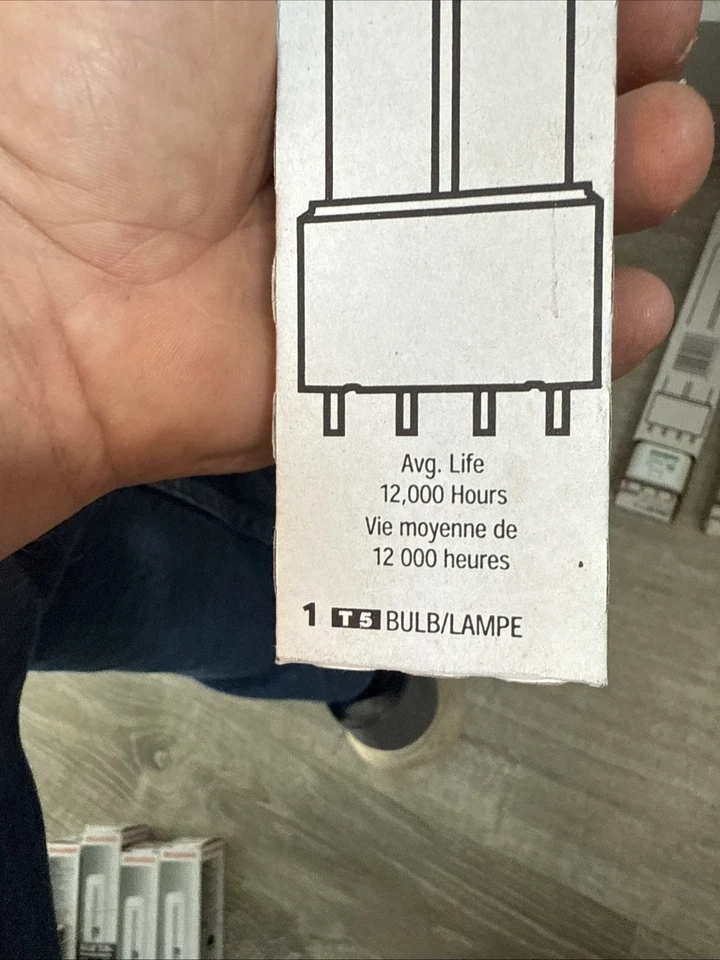 Avg. Life
12,000 Hours
Vie moyenne de
12 000 heures
1 T5 BULB/LAMPE